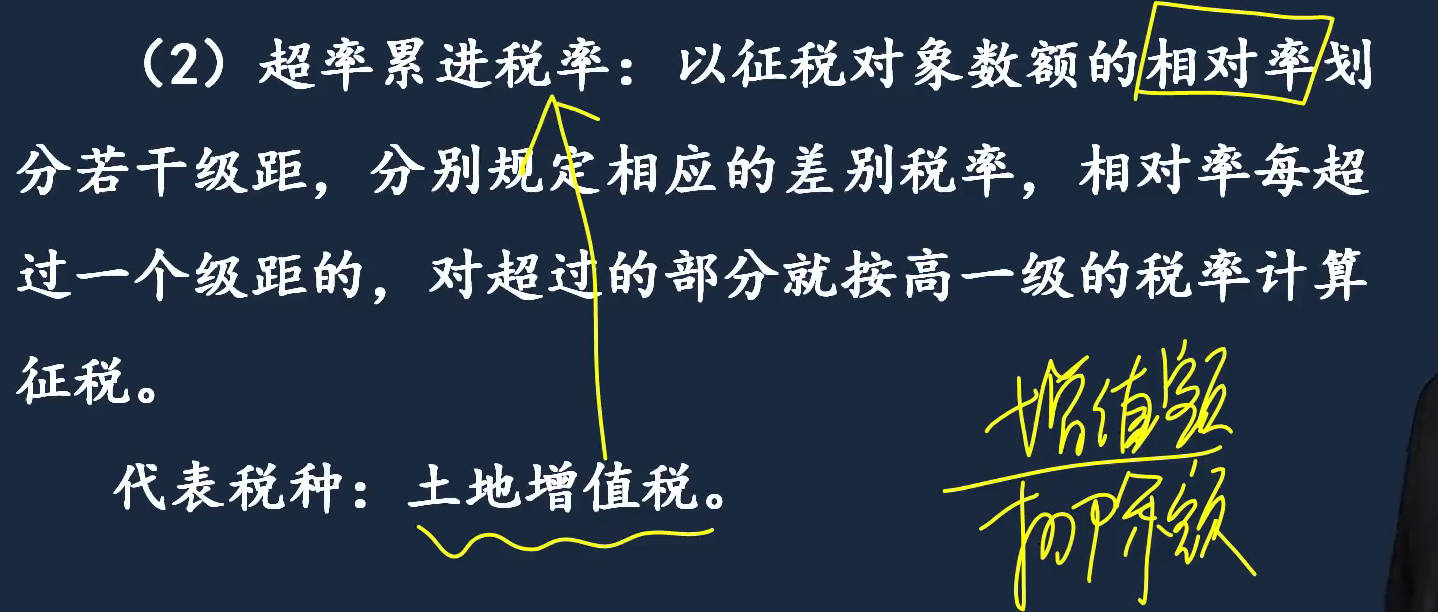 （2）超率累进税率：以征税对象数额的相对率划
分若干级距，分别规定相应的差别税率，相对率每超
过一个级距的，对超过的部分就按高一级的税率计算
征税。
代表税种：土地增值税。
增值额
扣除额